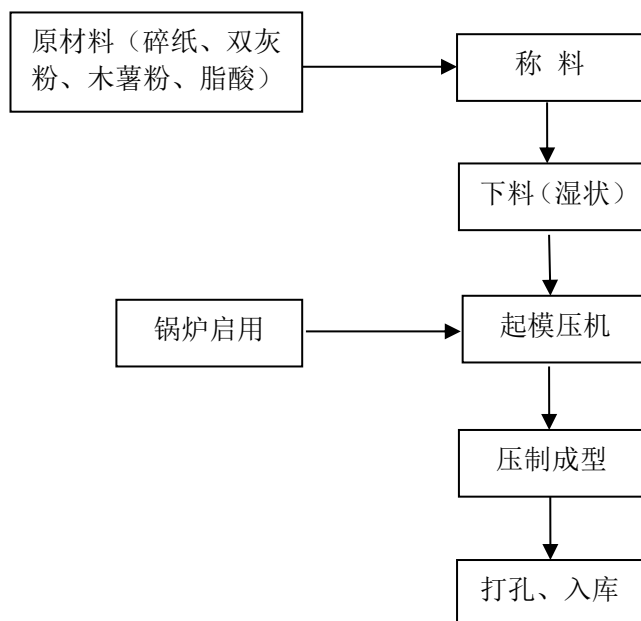 原材料（碎纸、双灰
粉、木薯粉、脂酸）
称 料
下料（湿状）
锅炉启用
起模压机
压制成型
打孔、入库